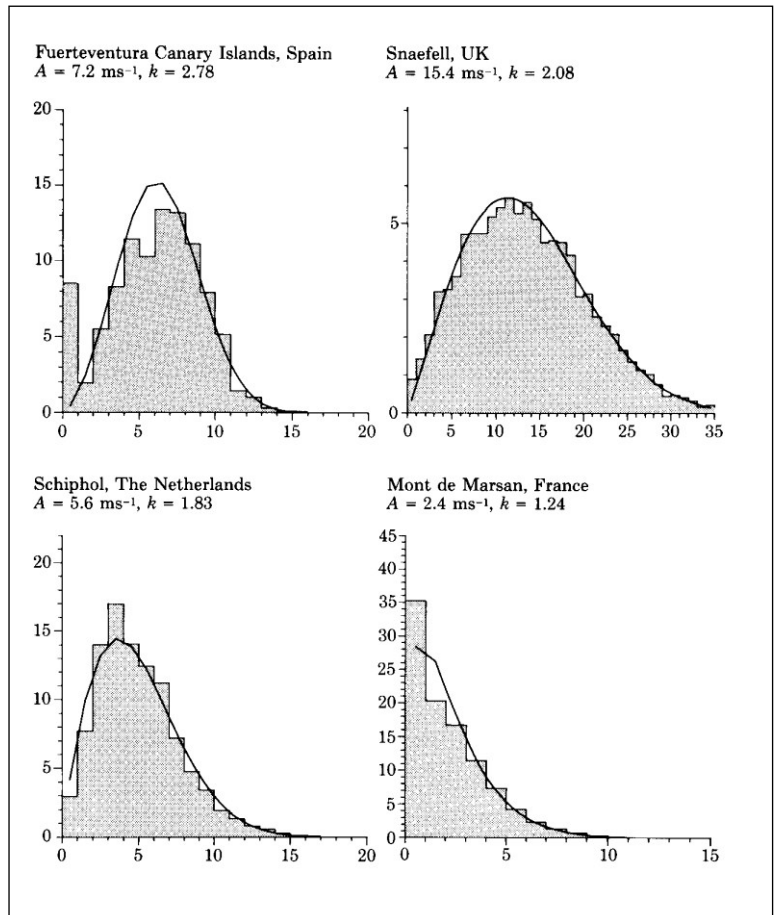 Fuerteventura Canary Islands, Spain
A = 7.2 ms⁻¹, k = 2.78
20
15
10
5
0
0 5 10 15 20
Snaefell, UK
A = 15.4 ms⁻¹, k = 2.08
5
0
0 5 10 15 20 25 30 35
Schiphol, The Netherlands
A = 5.6 ms⁻¹, k = 1.83
20
15
10
5
0
0 5 10 15 20
Mont de Marsan, France
A = 2.4 ms⁻¹, k = 1.24
45
40
35
30
25
20
15
10
5
0
0 5 10 15